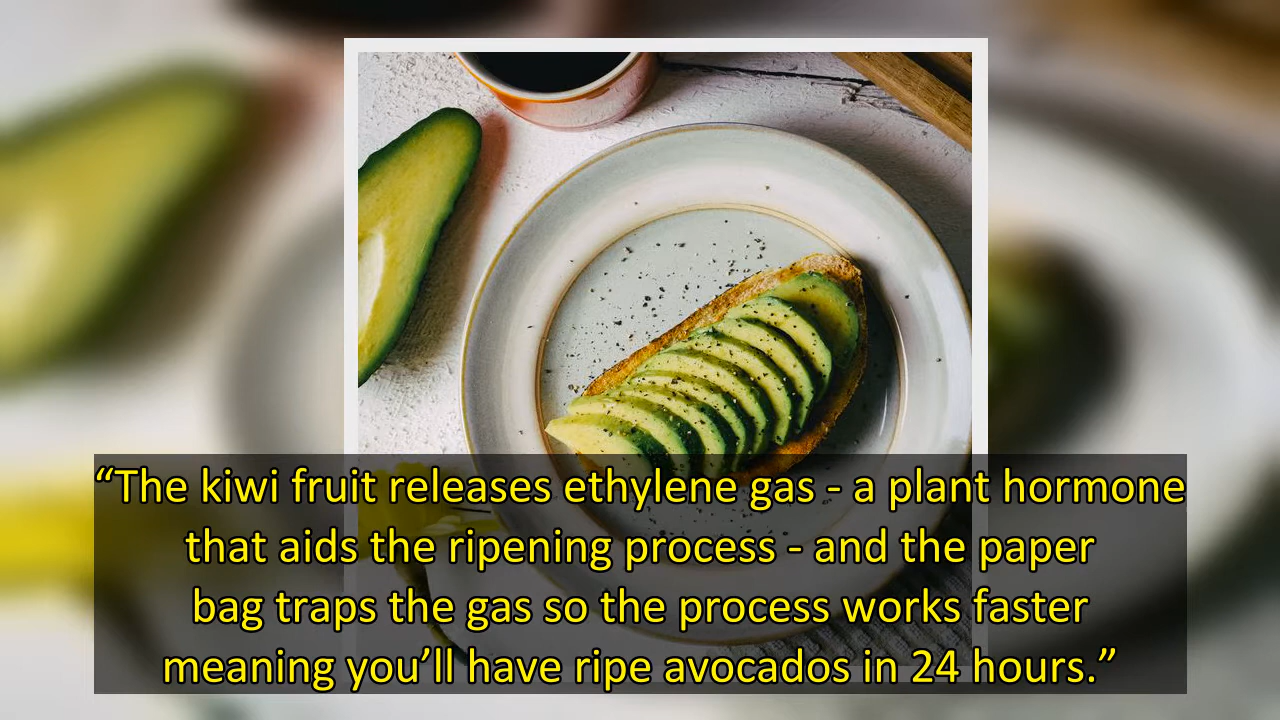 “The kiwi fruit releases ethylene gas - a plant hormone
that aids the ripening process - and the paper
bag traps the gas so the process works faster
meaning you’ll have ripe avocados in 24 hours.”